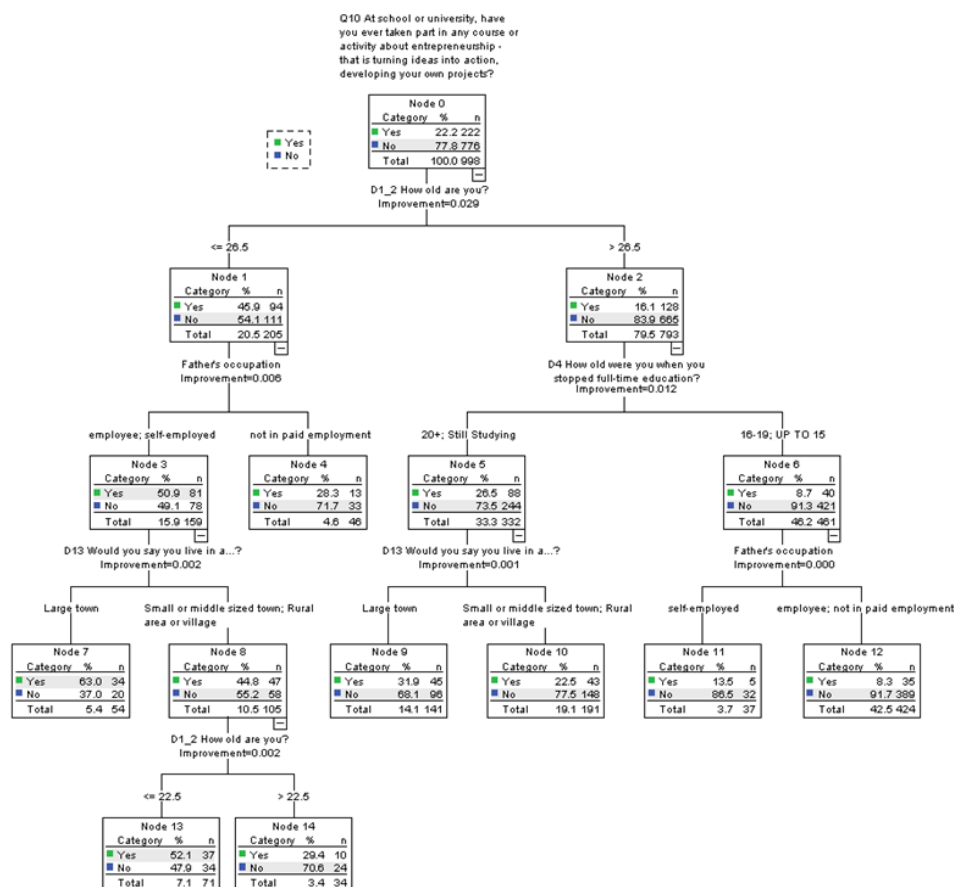 Q10 At school or university, have
you ever taken part in any course or
activity about entrepreneurship -
that is turning ideas into action,
developing your own projects?
Yes
No
Node 0
Category % n
Yes 22.2 222
No 77.8 776
Total 100.0 998
D1_2 How old are you?
Improvement=0.029
<= 26.5
> 26.5
Node 1
Category % n
Yes 45.9 94
No 54.1 111
Total 20.5 205
Node 2
Category % n
Yes 16.1 128
No 83.9 665
Total 79.5 793
Father's occupation
Improvement=0.006
D4 How old were you when you
stopped full-time education?
Improvement=0.012
employee; self-employed
not in paid employment
20+; Still Studying
16-19; UP TO 15
Node 3
Category % n
Yes 50.9 81
No 49.1 78
Total 15.9 159
Node 4
Category % n
Yes 28.3 13
No 71.7 33
Total 4.6 46
Node 5
Category % n
Yes 26.5 88
No 73.5 244
Total 33.3 332
Node 6
Category % n
Yes 8.7 40
No 91.3 421
Total 46.2 461
D13 Would you say you live in a...?
Improvement=0.002
D13 Would you say you live in a...?
Improvement=0.001
Father's occupation
Improvement=0.000
Large town
Small or middle sized town; Rural
area or village
Large town
Small or middle sized town; Rural
area or village
self-employed
employee; not in paid employment
Node 7
Category % n
Yes 63.0 34
No 37.0 20
Total 5.4 54
Node 8
Category % n
Yes 44.8 47
No 55.2 58
Total 10.5 105
Node 9
Category % n
Yes 31.9 45
No 68.1 96
Total 14.1 141
Node 10
Category % n
Yes 22.5 43
No 77.5 148
Total 19.1 191
Node 11
Category % n
Yes 13.5 5
No 86.5 32
Total 3.7 37
Node 12
Category % n
Yes 8.3 35
No 91.7 389
Total 42.5 424
D1_2 How old are you?
Improvement=0.002
<= 22.5
> 22.5
Node 13
Category % n
Yes 52.1 37
No 47.9 34
Total 7.1 71
Node 14
Category % n
Yes 29.4 10
No 70.6 24
Total 3.4 34